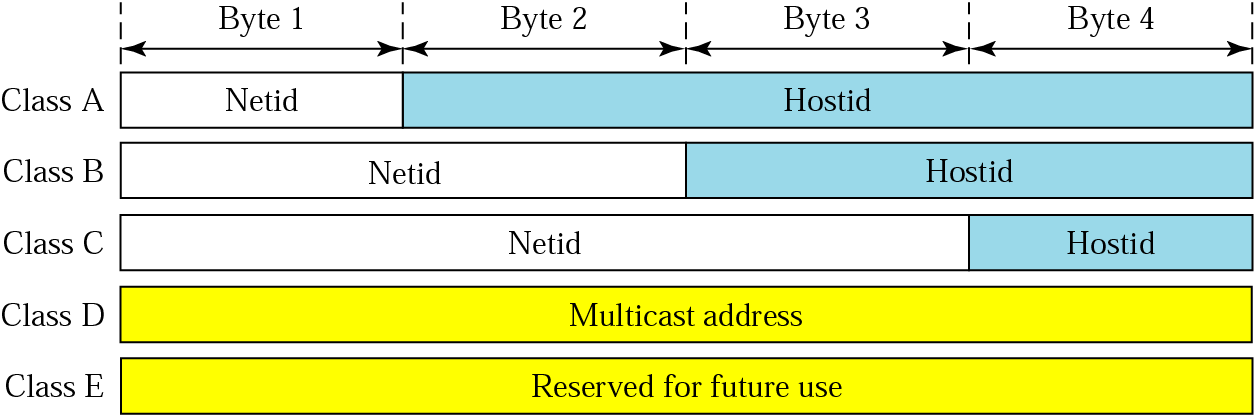 Byte 1 Byte 2 Byte 3 Byte 4
Class A Netid Hostid
Class B Netid Hostid
Class C Netid Hostid
Class D Multicast address
Class E Reserved for future use